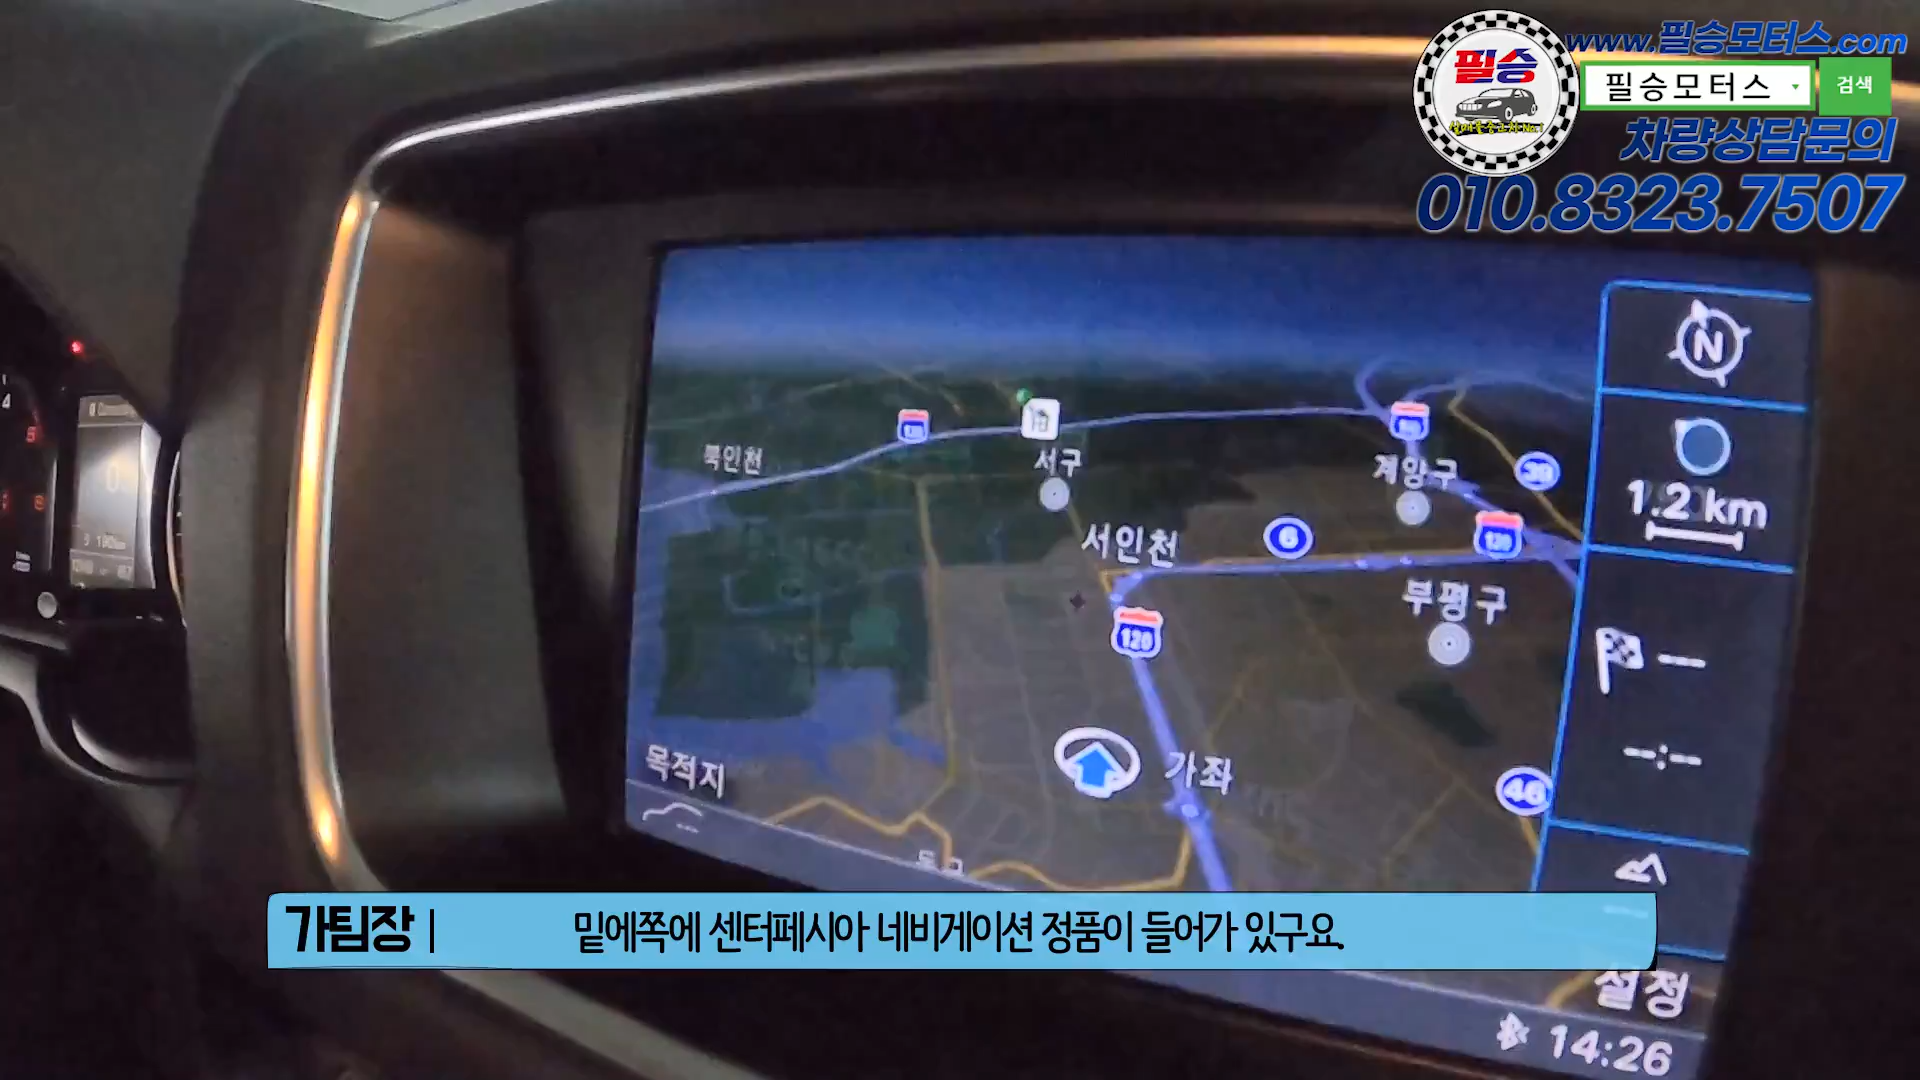 www.필승모터스.com
필승
필승모터스
검색
차량상담문의
010.8323.7507
N
1.2 km
북인천
서구
계양구
39
서인천
6
120
부평구
120
가좌
46
목적지
--:--
설정
14:26
가팀장 | 밑에쪽에 센터페시아 네비게이션 정품이 들어가 있구요.